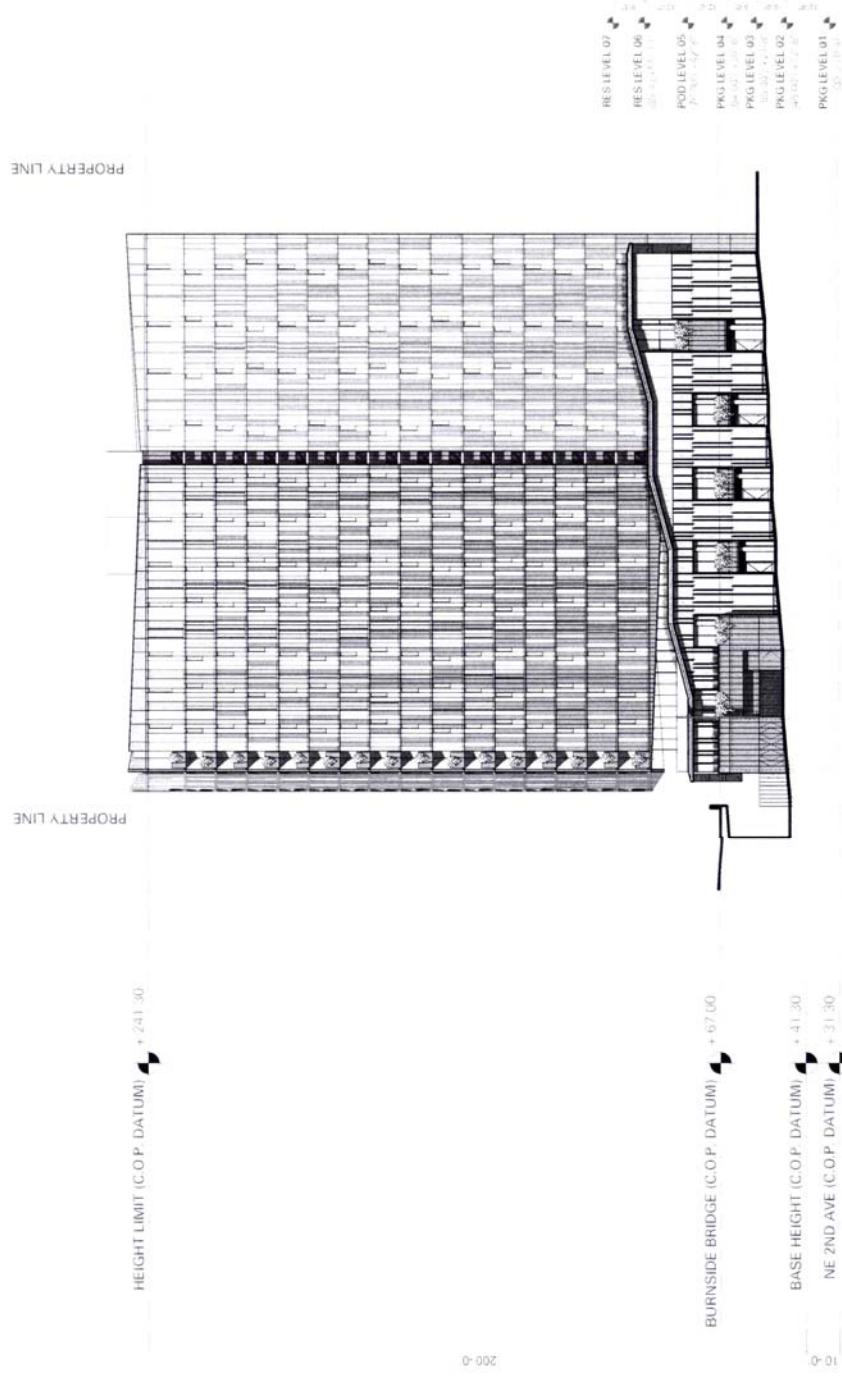 PROPERTY LINE
PROPERTY LINE
HEIGHT LIMIT (C.O.P. DATUM) + 241.30
BURNSIDE BRIDGE (C.O.P. DATUM) + 67.00
BASE HEIGHT (C.O.P. DATUM) + 41.30
NE 2ND AVE (C.O.P. DATUM) + 31.30
200-0
10-0
RES LEVEL 07
RES LEVEL 06
POD LEVEL 05
PKG LEVEL 04
PKG LEVEL 03
PKG LEVEL 02
PKG LEVEL 01